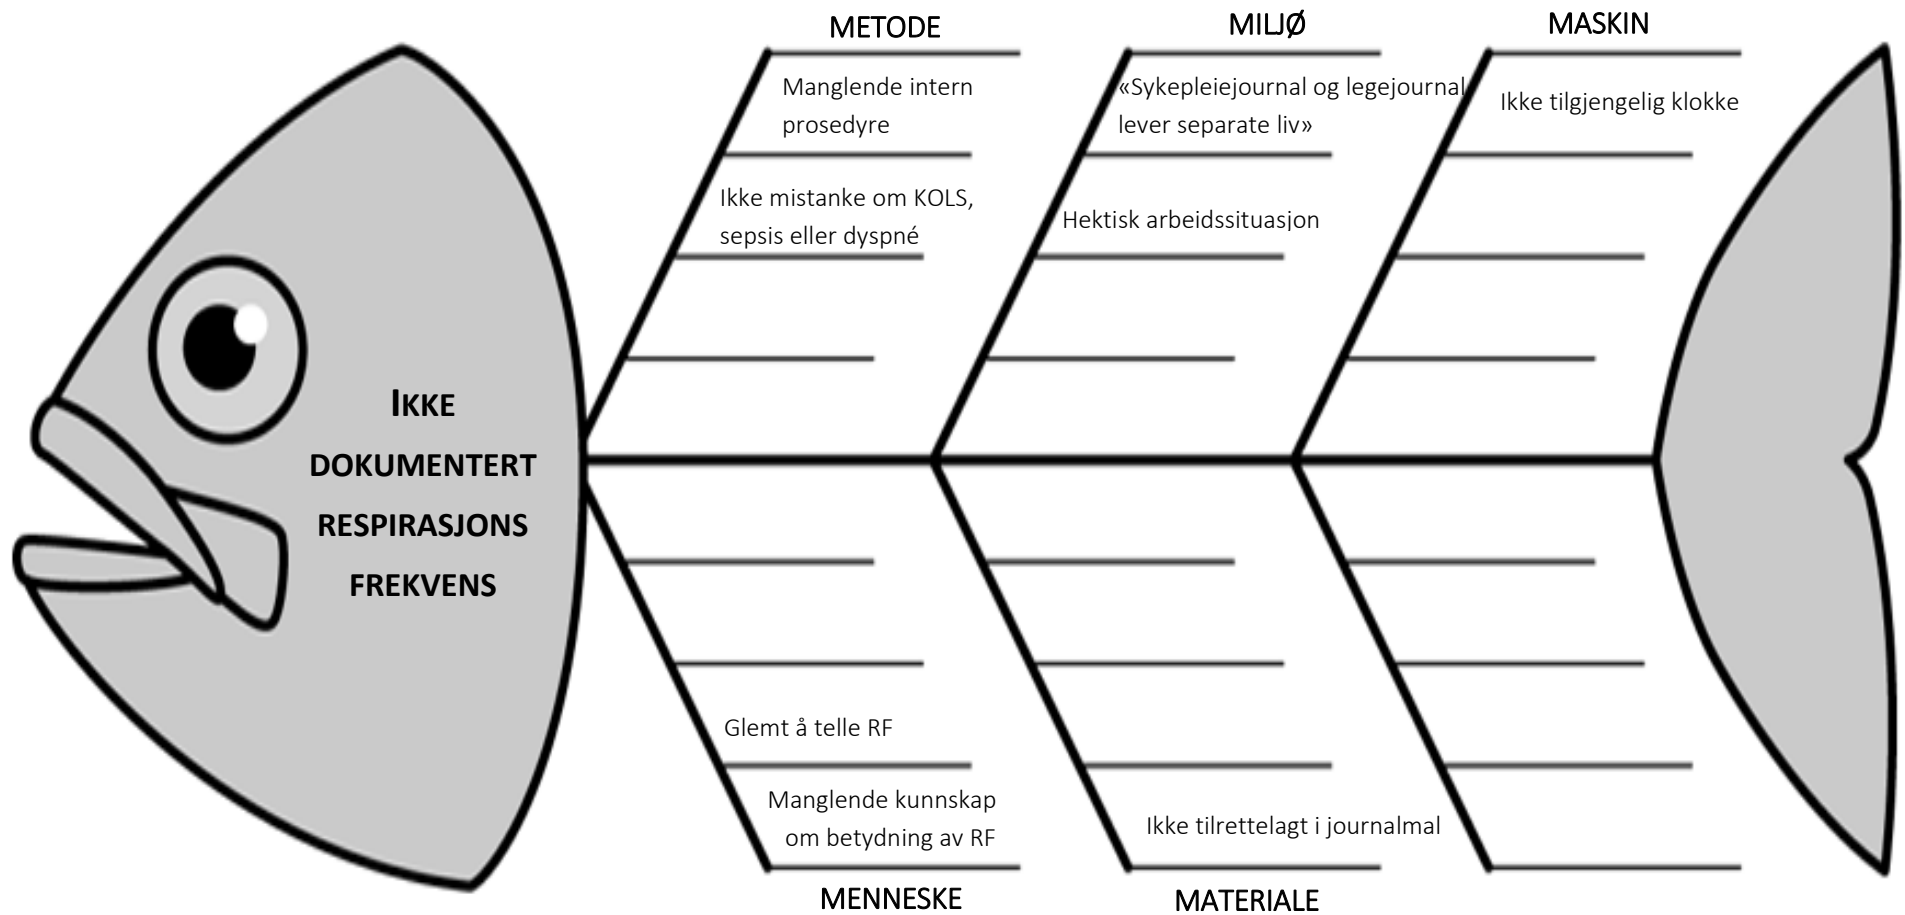 METODE
Manglende intern
prosedyre
Ikke mistanke om KOLS,
sepsis eller dyspné
MILJØ
«Sykepleiejournal og legejournal
lever separate liv»
Hektisk arbeidssituasjon
MASKIN
Ikke tilgjengelig klokke
IKKE
DOKUMENTERT
RESPIRASJONS
FREKVENS
Glemt å telle RF
Manglende kunnskap
om betydning av RF
MENNESKE
Ikke tilrettelagt i journalmal
MATERIALE